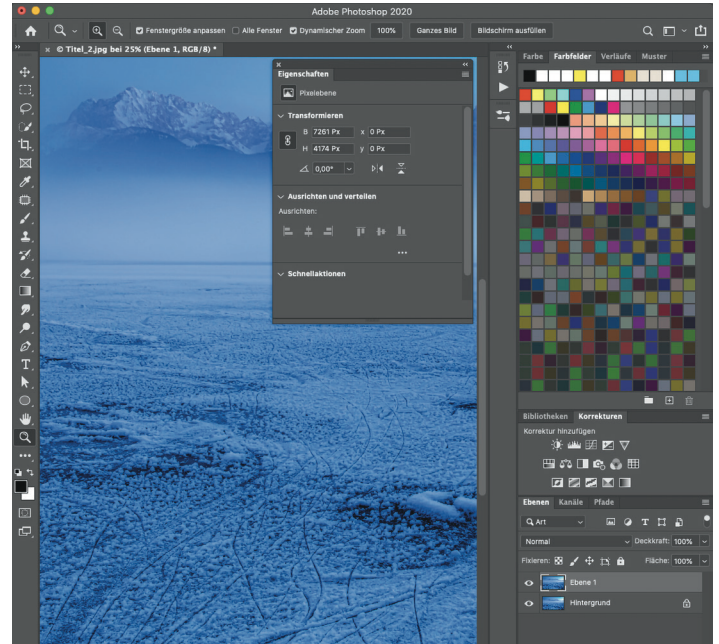 Adobe Photoshop 2020
Fenstergröße anpassen Alle Fenster Dynamischer Zoom 100% Ganzes Bild Bildschirm ausfüllen
× © Titel_2.jpg bei 25% (Ebene 1, RGB/8) *
Eigenschaften
Pixelebene
Transformieren
B 7261 Px x 0 Px
H 4174 Px y 0 Px
0,00°
Ausrichten und verteilen
Ausrichten:
Schnellaktionen
Farbe Farbfelder Verläufe Muster
Bibliotheken Korrekturen
Korrektur hinzufügen
Ebenen Kanäle Pfade
Art
Normal Deckkraft: 100%
Fixieren: Fläche: 100%
Ebene 1
Hintergrund